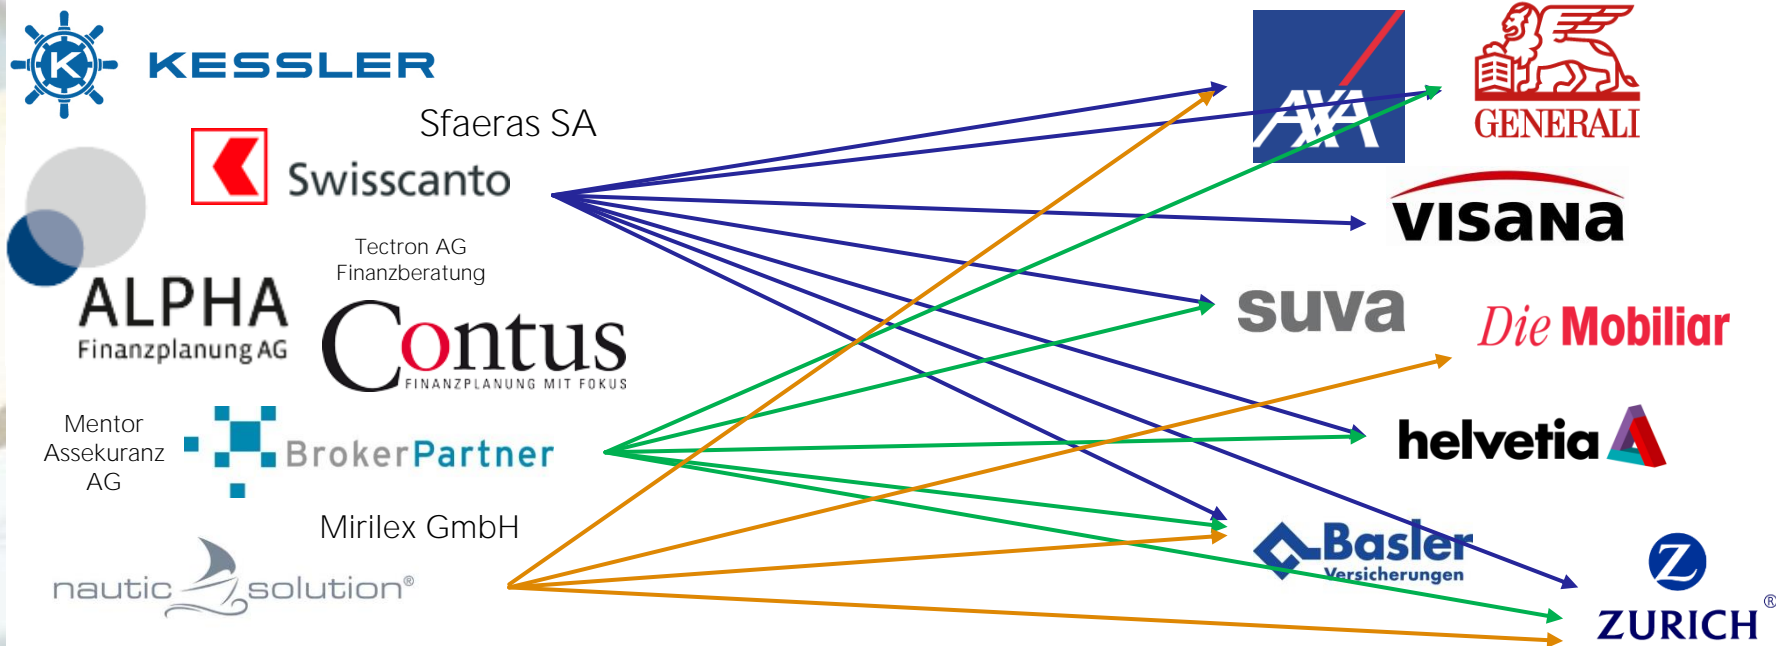 K KESSLER
Sfaeras SA
Swisscanto
Tectron AG
Finanzberatung
ALPHA
Finanzplanung AG
Contus
FINANZPLANUNG MIT FOKUS
Mentor
Assekuranz
AG
BrokerPartner
Mirilex GmbH
nautic solution®
AXA
GENERALI
visana
suva
Die Mobiliar
helvetia
Basler
Versicherungen
Z
ZURICH®